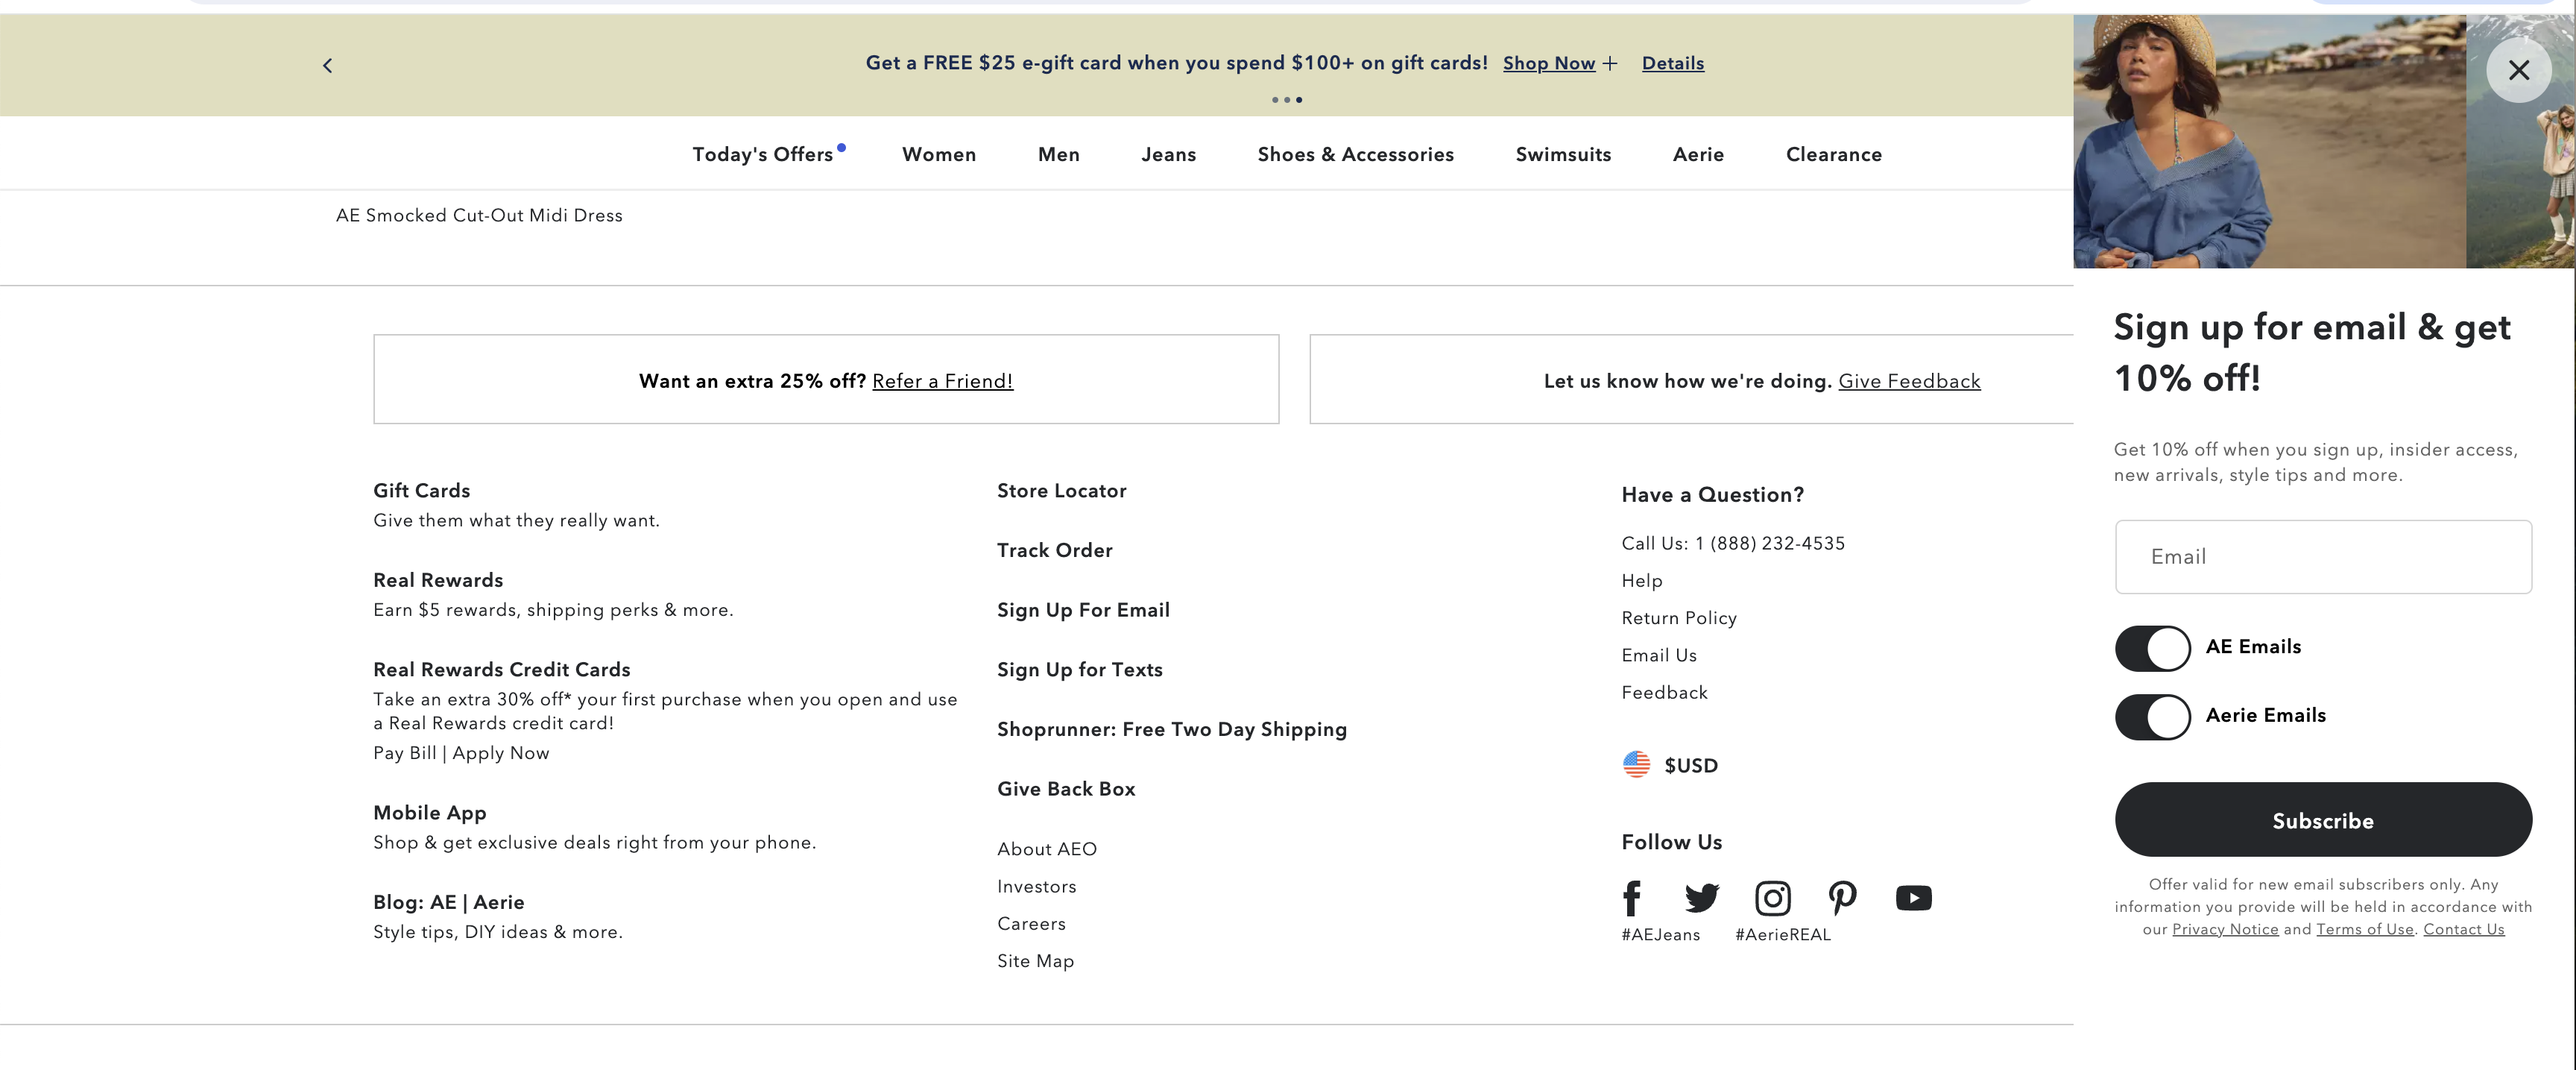 Get a FREE $25 e-gift card when you spend $100+ on gift cards! Shop Now + Details
Today's Offers Women Men Jeans Shoes & Accessories Swimsuits Aerie Clearance
AE Smocked Cut-Out Midi Dress
Want an extra 25% off? Refer a Friend!
Let us know how we're doing. Give Feedback
Gift Cards
Give them what they really want.
Real Rewards
Earn $5 rewards, shipping perks & more.
Real Rewards Credit Cards
Take an extra 30% off* your first purchase when you open and use
a Real Rewards credit card!
Pay Bill | Apply Now
Mobile App
Shop & get exclusive deals right from your phone.
Blog: AE | Aerie
Style tips, DIY ideas & more.
Store Locator
Track Order
Sign Up For Email
Sign Up for Texts
Shoprunner: Free Two Day Shipping
Give Back Box
About AEO
Investors
Careers
Site Map
Have a Question?
Call Us: 1 (888) 232-4535
Help
Return Policy
Email Us
Feedback
$USD
Follow Us
#AEJeans #AerieREAL
Sign up for email & get
10% off!
Get 10% off when you sign up, insider access,
new arrivals, style tips and more.
Email
AE Emails
Aerie Emails
Subscribe
Offer valid for new email subscribers only. Any
information you provide will be held in accordance with
our Privacy Notice and Terms of Use. Contact Us